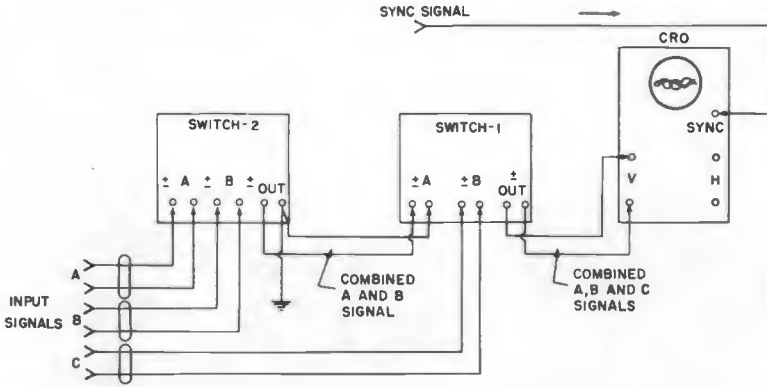 SYNC SIGNAL
CRO
SYNC
V
H
SWITCH-2
± A ± B ± OUT
SWITCH-1
± A ± B ± OUT
A
INPUT
SIGNALS
B
C
COMBINED
A AND B
SIGNAL
COMBINED
A, B AND C
SIGNALS